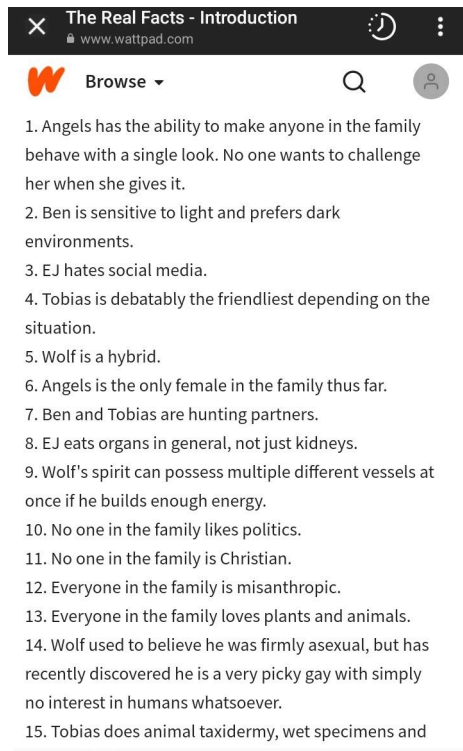 The Real Facts - Introduction
www.wattpad.com
Browse
1. Angels has the ability to make anyone in the family
behave with a single look. No one wants to challenge
her when she gives it.
2. Ben is sensitive to light and prefers dark
environments.
3. EJ hates social media.
4. Tobias is debatably the friendliest depending on the
situation.
5. Wolf is a hybrid.
6. Angels is the only female in the family thus far.
7. Ben and Tobias are hunting partners.
8. EJ eats organs in general, not just kidneys.
9. Wolf's spirit can possess multiple different vessels at
once if he builds enough energy.
10. No one in the family likes politics.
11. No one in the family is Christian.
12. Everyone in the family is misanthropic.
13. Everyone in the family loves plants and animals.
14. Wolf used to believe he was firmly asexual, but has
recently discovered he is a very picky gay with simply
no interest in humans whatsoever.
15. Tobias does animal taxidermy, wet specimens and